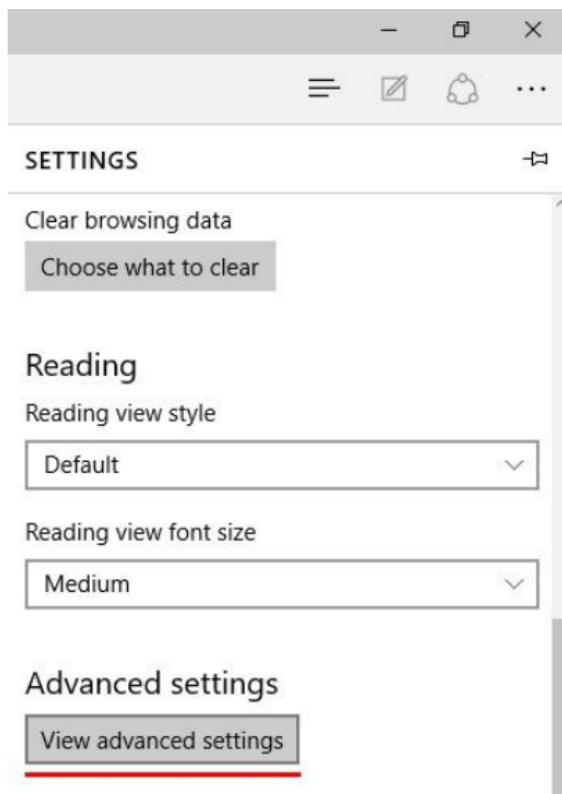 SETTINGS
Clear browsing data
Choose what to clear
Reading
Reading view style
Default
Reading view font size
Medium
Advanced settings
View advanced settings